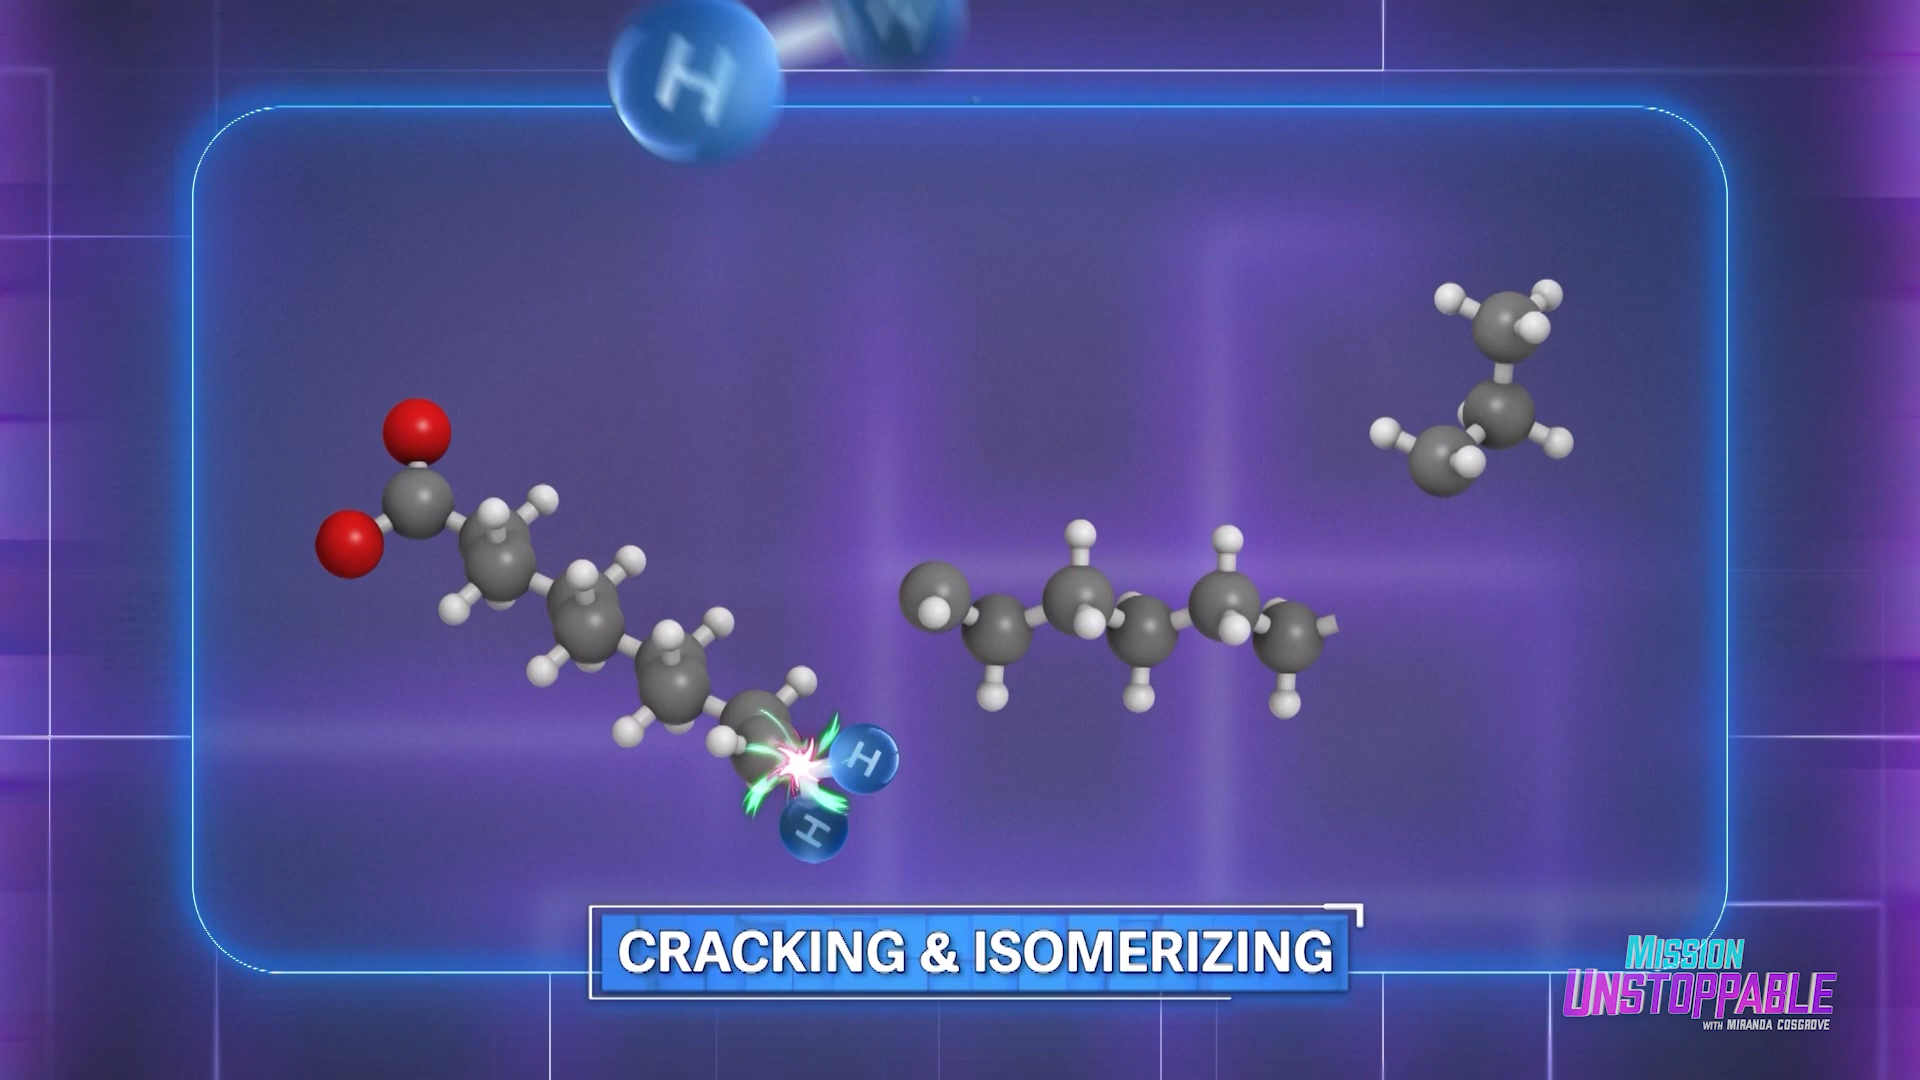 H
H
H
CRACKING & ISOMERIZING
MISSION
UNSTOPPABLE
WITH MIRANDA COSGROVE